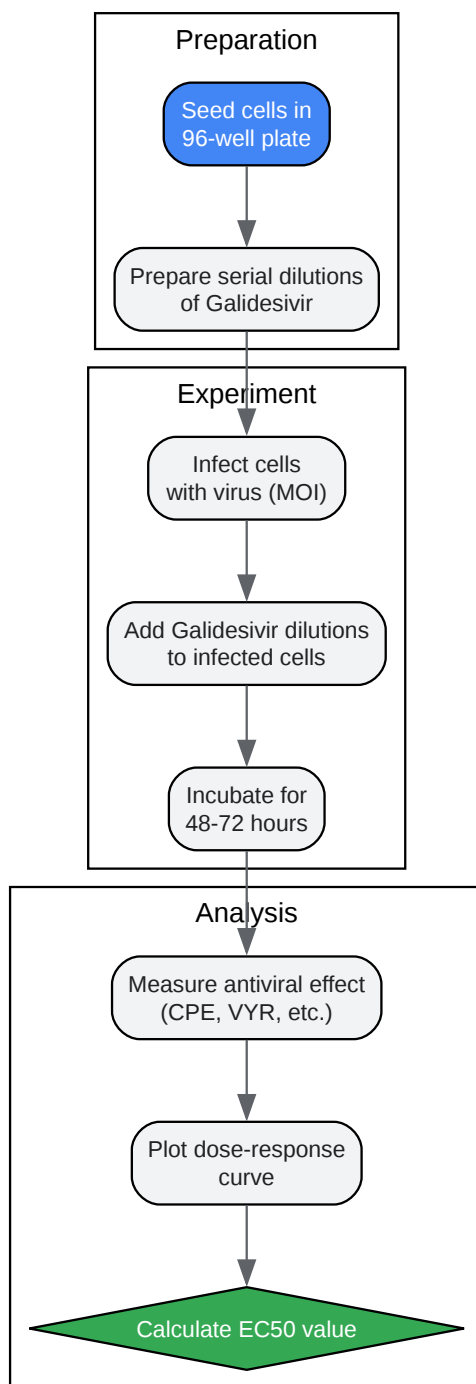 Preparation
Seed cells in
96-well plate
Prepare serial dilutions
of Galidesivir
Experiment
Infect cells
with virus (MOI)
Add Galidesivir dilutions
to infected cells
Incubate for
48-72 hours
Analysis
Measure antiviral effect
(CPE, VYR, etc.)
Plot dose-response
curve
Calculate EC50 value